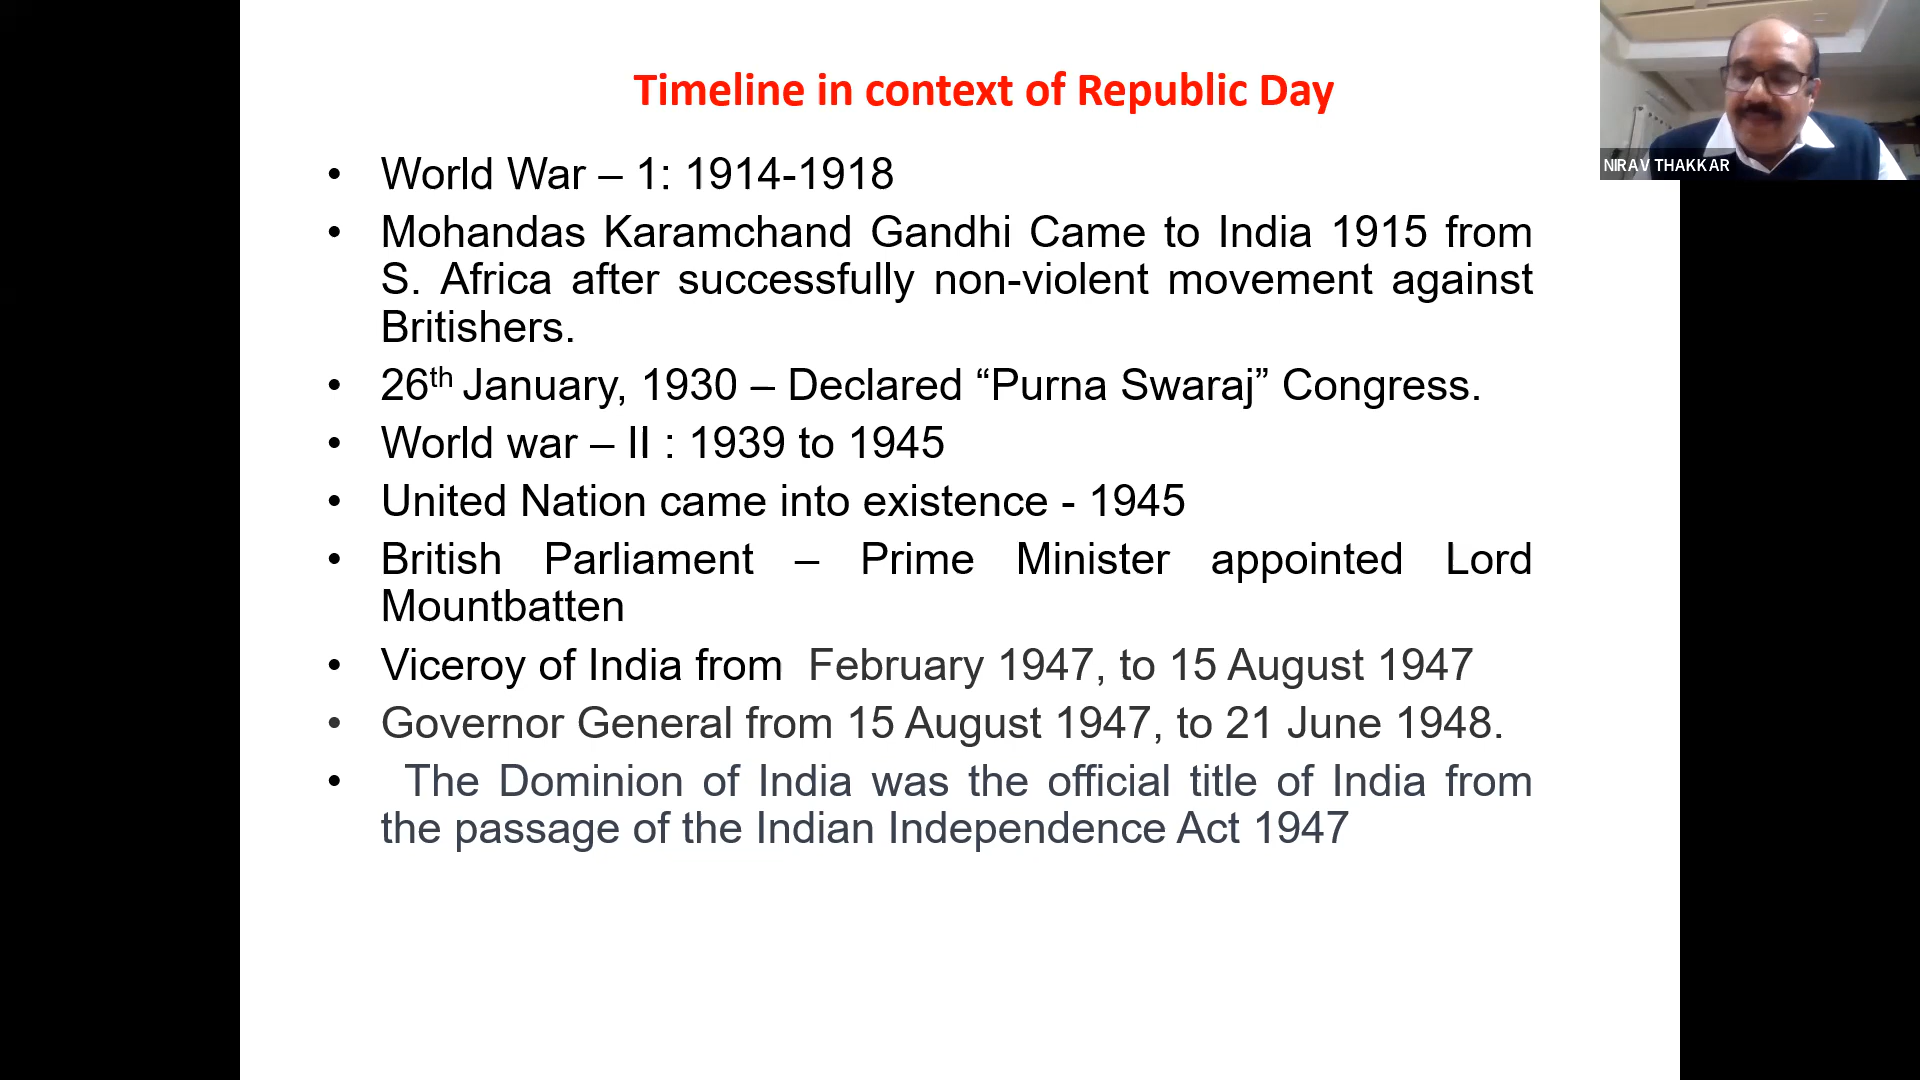 Timeline in context of Republic Day
NIRAV THAKKAR
• World War – 1: 1914-1918
• Mohandas Karamchand Gandhi Came to India 1915 from
S. Africa after successfully non-violent movement against
Britishers.
• 26th January, 1930 – Declared “Purna Swaraj” Congress.
• World war – II : 1939 to 1945
• United Nation came into existence - 1945
• British Parliament – Prime Minister appointed Lord
Mountbatten
• Viceroy of India from February 1947, to 15 August 1947
• Governor General from 15 August 1947, to 21 June 1948.
• The Dominion of India was the official title of India from
the passage of the Indian Independence Act 1947